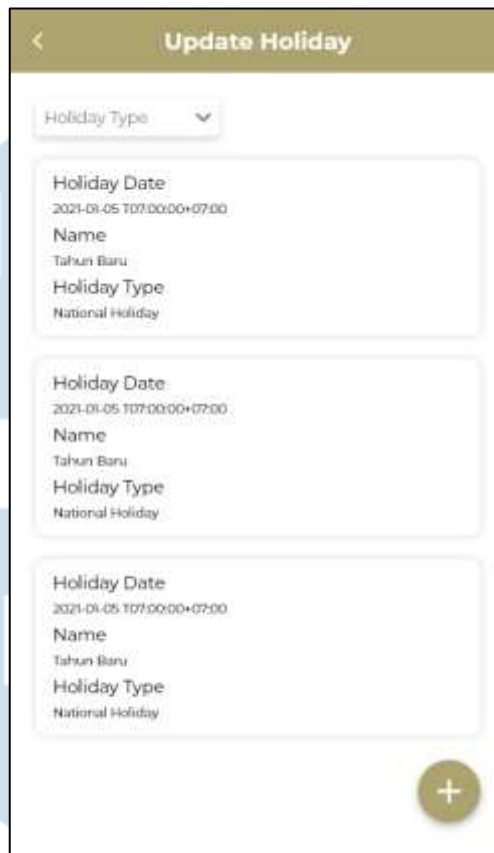 Update Holiday
Holiday Type
Holiday Date
2021-01-05 T07:00:00+07:00
Name
Tahun Baru
Holiday Type
National Holiday
Holiday Date
2021-01-05 T07:00:00+07:00
Name
Tahun Baru
Holiday Type
National Holiday
Holiday Date
2021-01-05 T07:00:00+07:00
Name
Tahun Baru
Holiday Type
National Holiday